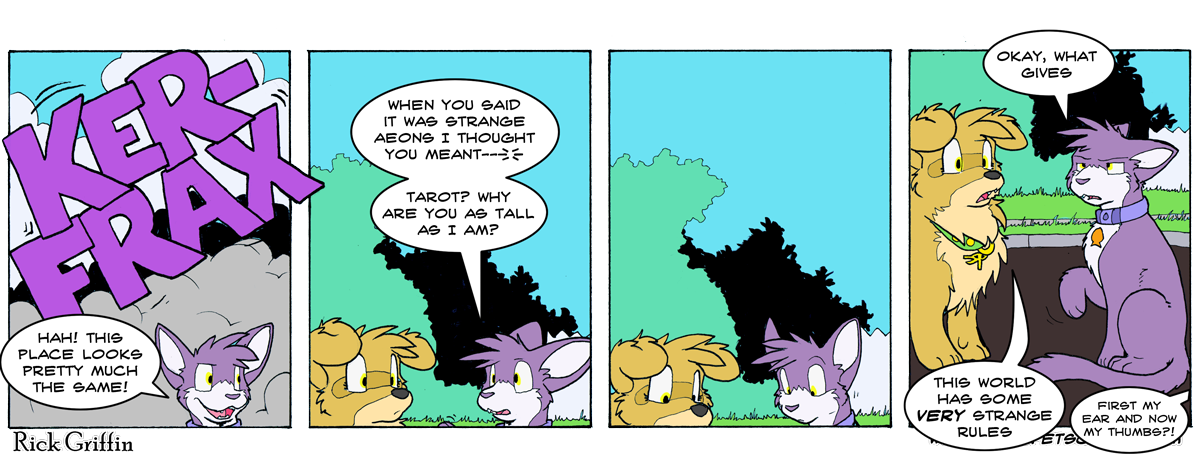 KER-
FRAX
HAH! THIS
PLACE LOOKS
PRETTY MUCH
THE SAME!
WHEN YOU SAID
IT WAS STRANGE
AEONS I THOUGHT
YOU MEANT--
TAROT? WHY
ARE YOU AS TALL
AS I AM?
OKAY, WHAT
GIVES
THIS WORLD
HAS SOME
VERY STRANGE
RULES
FIRST MY
EAR AND NOW
MY THUMBS?!
Rick Griffin